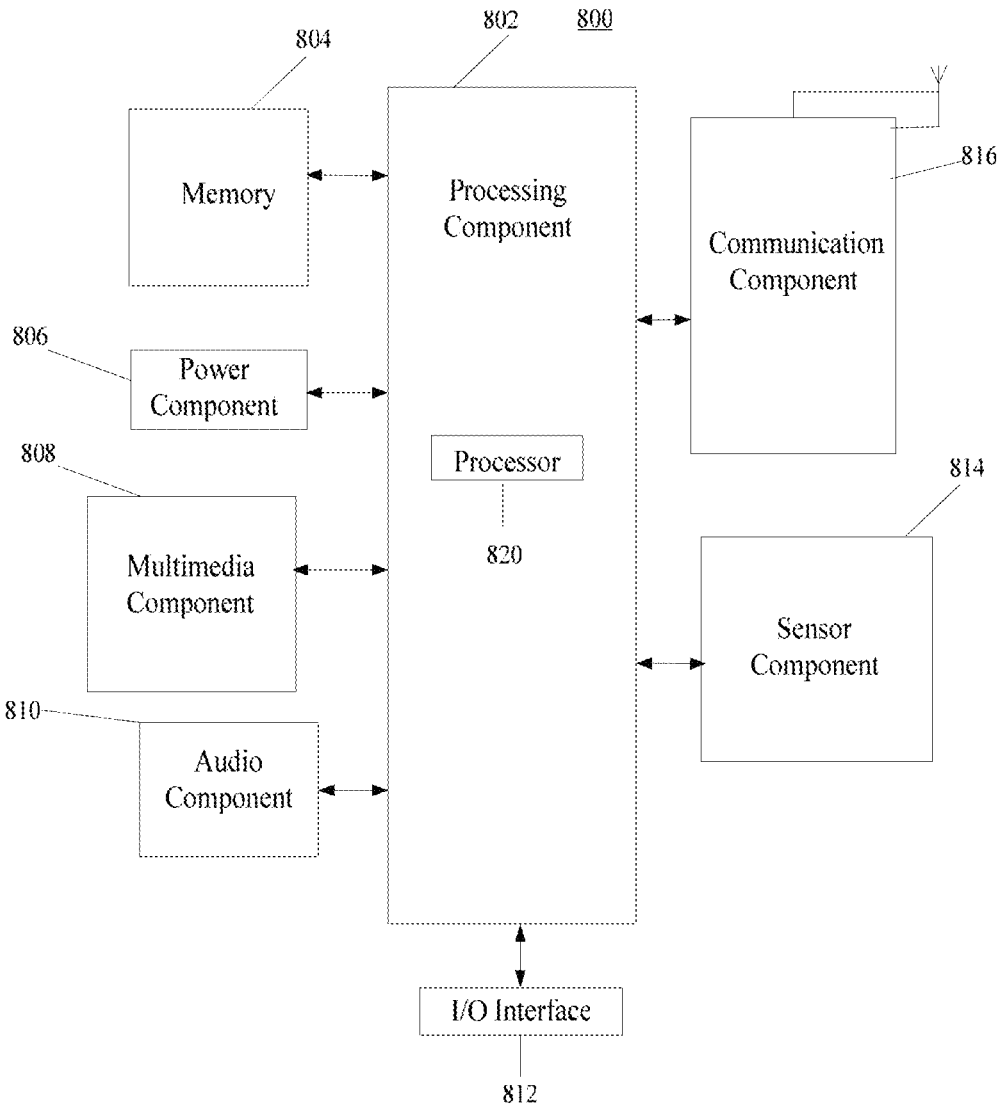 802
800
804
Memory
Processing
Component
816
Communication
Component
806
Power
Component
808
Processor
820
814
Multimedia
Component
Sensor
Component
810
Audio
Component
I/O Interface
812